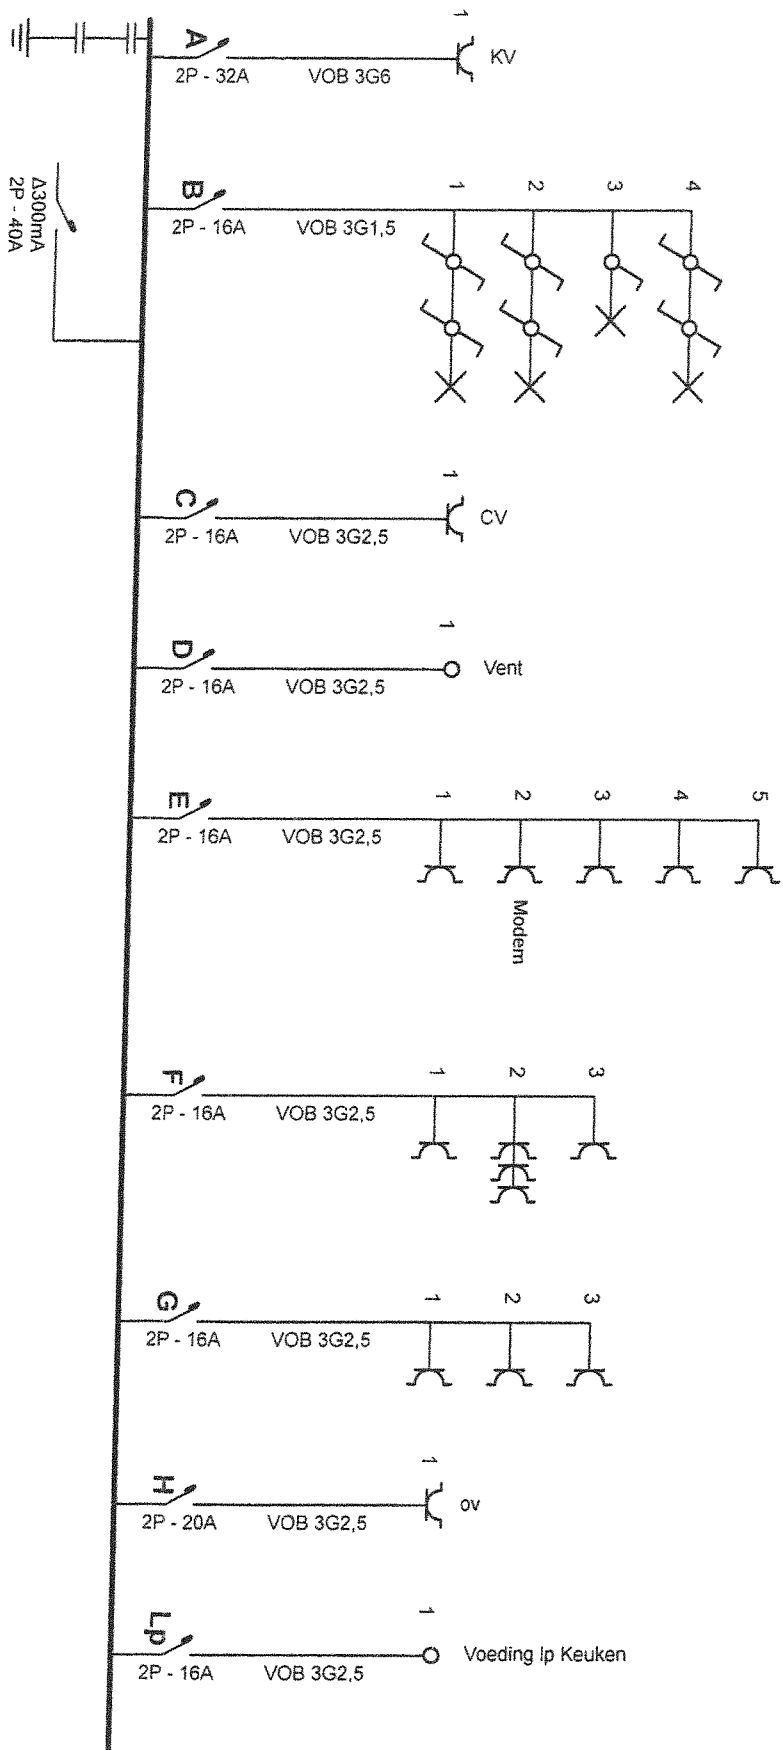 1
A
KV
2P - 32A
VOB 3G6
Δ300mA
2P - 40A
B
1
2
3
4
2P - 16A
VOB 3G1,5
1
C
CV
2P - 16A
VOB 3G2,5
1
D
Vent
2P - 16A
VOB 3G2,5
E
1
2
3
4
5
2P - 16A
VOB 3G2,5
Modem
F
1
2
3
2P - 16A
VOB 3G2,5
G
1
2
3
2P - 16A
VOB 3G2,5
1
H
ov
2P - 20A
VOB 3G2,5
1
Lp
Voeding lp Keuken
2P - 16A
VOB 3G2,5